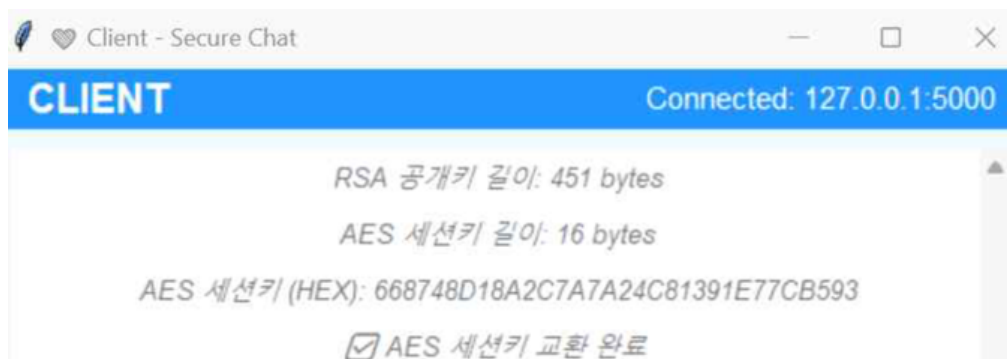 Client - Secure Chat
CLIENT
Connected: 127.0.0.1:5000
RSA 공개키 길이: 451 bytes
AES 세션키 길이: 16 bytes
AES 세션키 (HEX): 668748D18A2C7A7A24C81391E77CB593
AES 세션키 교환 완료